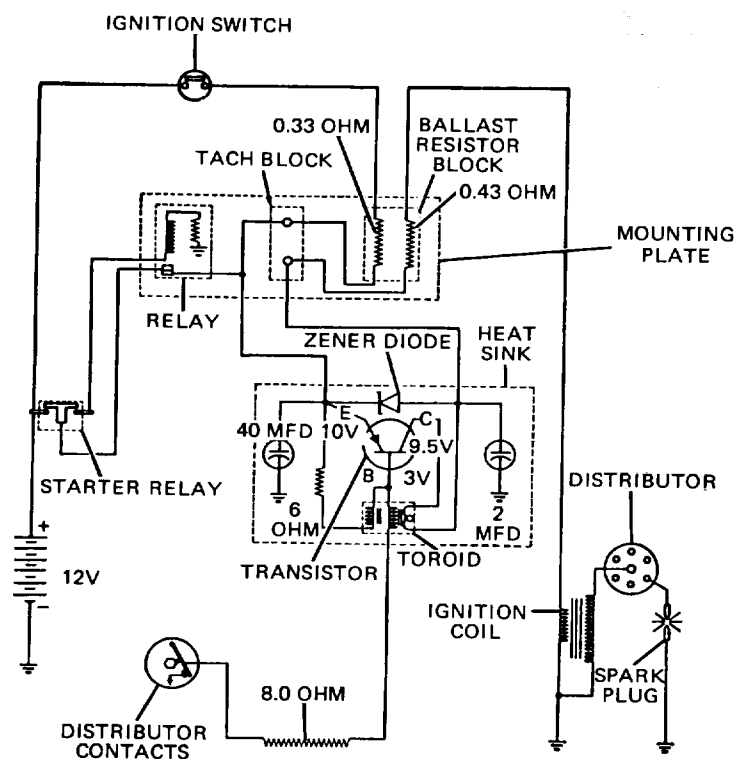 IGNITION SWITCH
0.33 OHM
BALLAST
RESISTOR
BLOCK
TACH BLOCK
0.43 OHM
MOUNTING
PLATE
RELAY
ZENER DIODE
HEAT
SINK
E
C
40 MFD
10V
9.5V
B
3V
STARTER RELAY
6
OHM
2
MFD
DISTRIBUTOR
+
12V
–
TRANSISTOR
TOROID
IGNITION
COIL
SPARK
PLUG
8.0 OHM
DISTRIBUTOR
CONTACTS